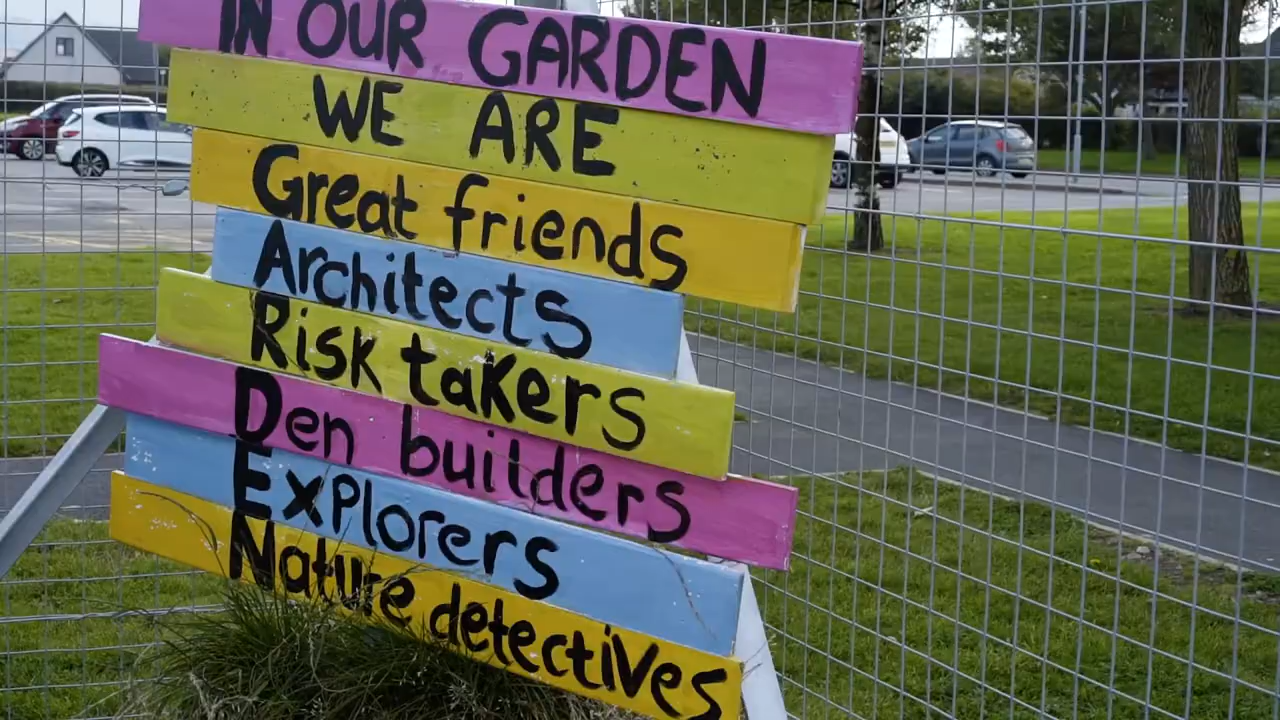 IN OUR GARDEN
WE ARE
Great friends
Architects
Risk takers
Den builders
Explorers
Nature detectives